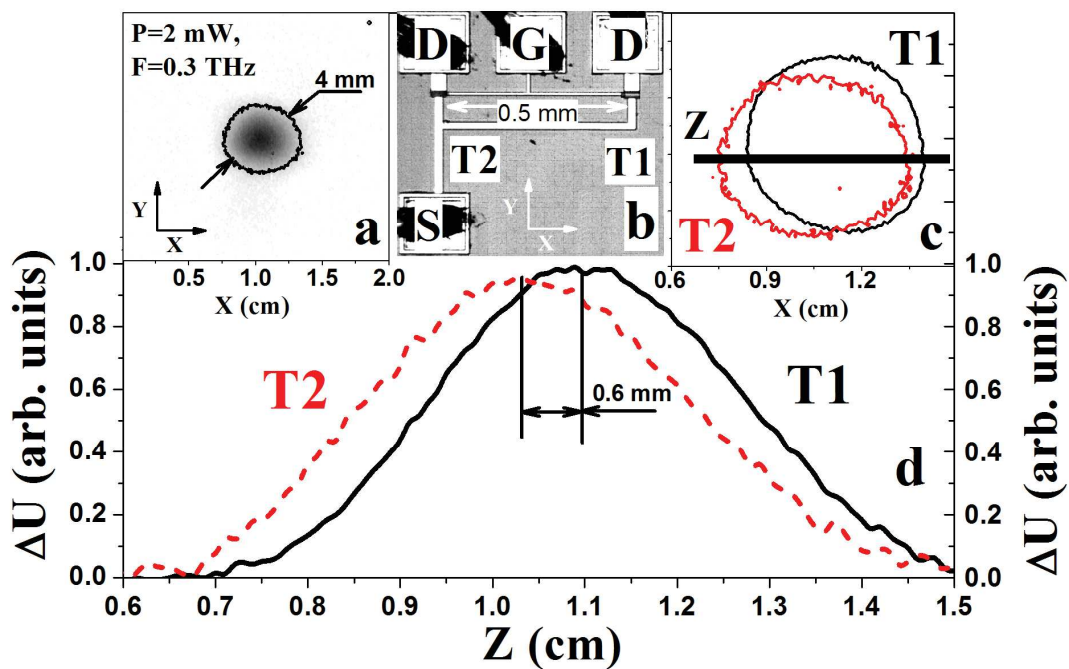 P=2 mW,
F=0.3 THz
4 mm
Y
X
a
0.5 1.0 1.5 2.0
X (cm)
D G D
0.5 mm
T2 T1
Y
X
S
b
T1
Z
T2
c
0.6 0.9 1.2
X (cm)
1.0
0.8
0.6
0.4
0.2
0.0
ΔU (arb. units)
T2
T1
0.6 mm
d
1.0
0.8
0.6
0.4
0.2
0.0
ΔU (arb. units)
0.6 0.7 0.8 0.9 1.0 1.1 1.2 1.3 1.4 1.5
Z (cm)